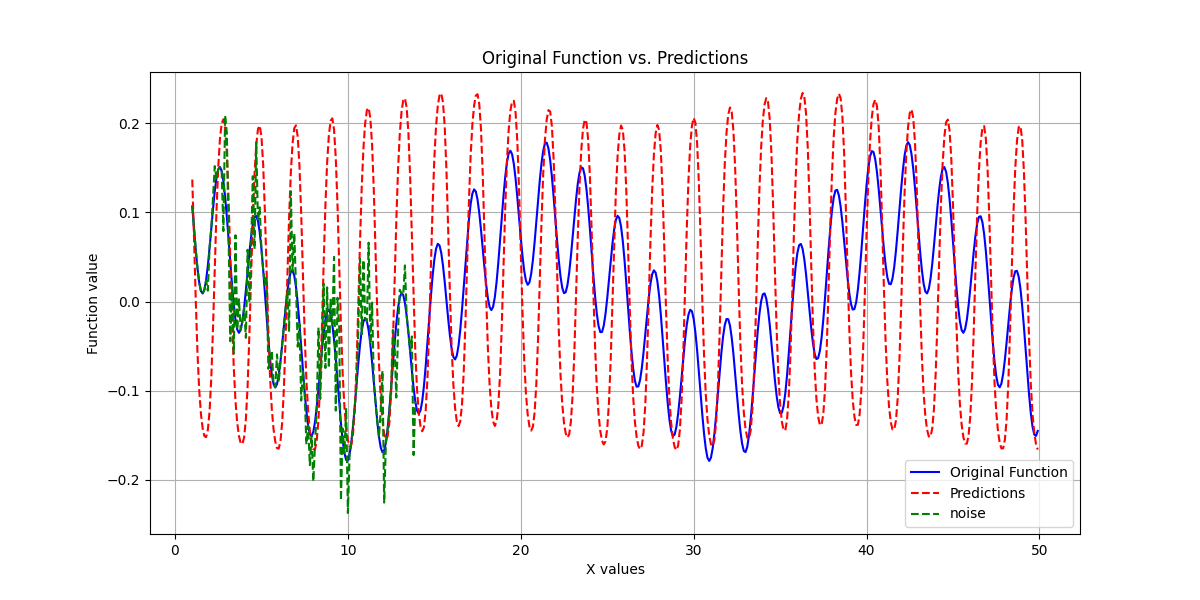 Original Function vs. Predictions
Function value
0.2
0.1
0.0
−0.1
−0.2
0 10 20 30 40 50
X values
Original Function
Predictions
noise